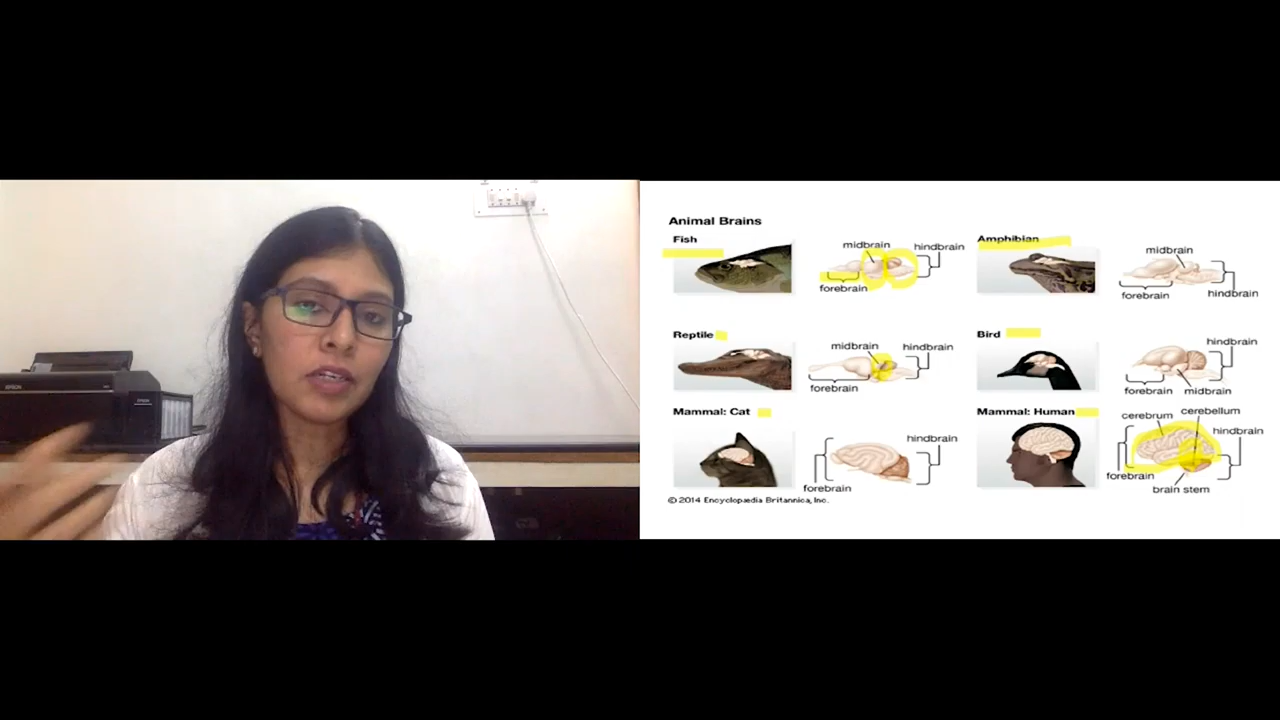 EPSON
Animal Brains
Fish
midbrain
hindbrain
forebrain
Amphibian
midbrain
forebrain
hindbrain
Reptile
midbrain
hindbrain
forebrain
Bird
hindbrain
forebrain
midbrain
Mammal: Cat
hindbrain
forebrain
Mammal: Human
cerebrum
cerebellum
hindbrain
forebrain
brain stem
© 2014 Encyclopædia Britannica, Inc.